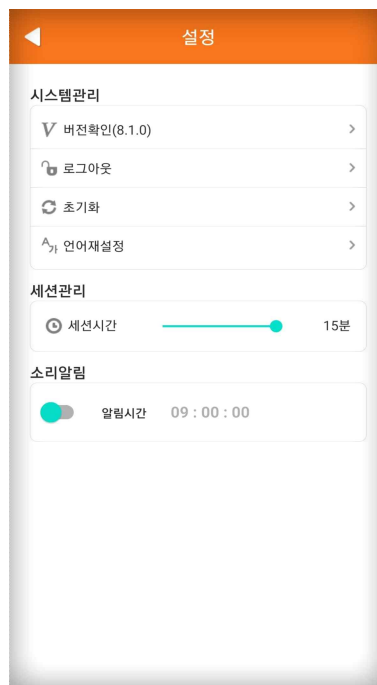 설정
시스템관리
V 버전확인(8.1.0)
로그아웃
초기화
A가 언어재설정
세션관리
세션시간 15분
소리알림
알림시간 09 : 00 : 00